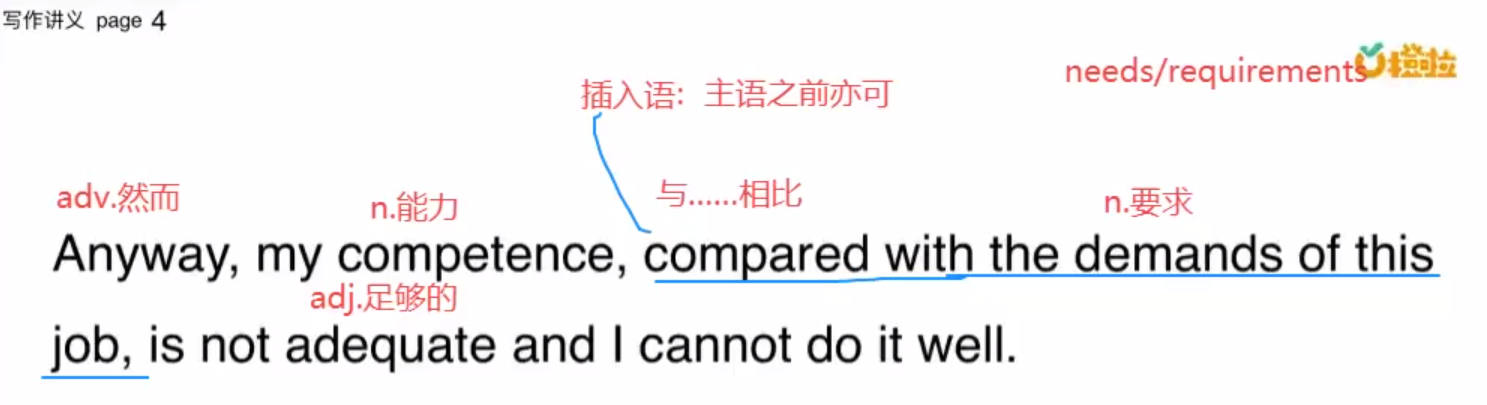 写作讲义 page 4
needs/requirements 橙啦
插入语：主语之前亦可
adv.然而 n.能力 与……相比 n.要求
Anyway, my competence, compared with the demands of this
adj.足够的
job, is not adequate and I cannot do it well.